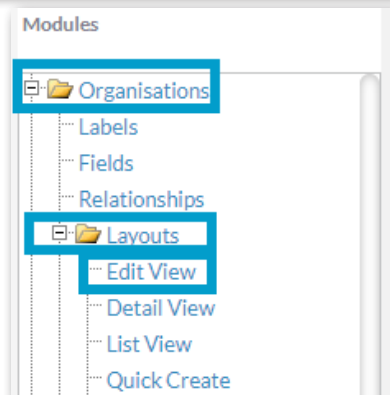 Modules
Organisations
Labels
Fields
Relationships
Layouts
Edit View
Detail View
List View
Quick Create